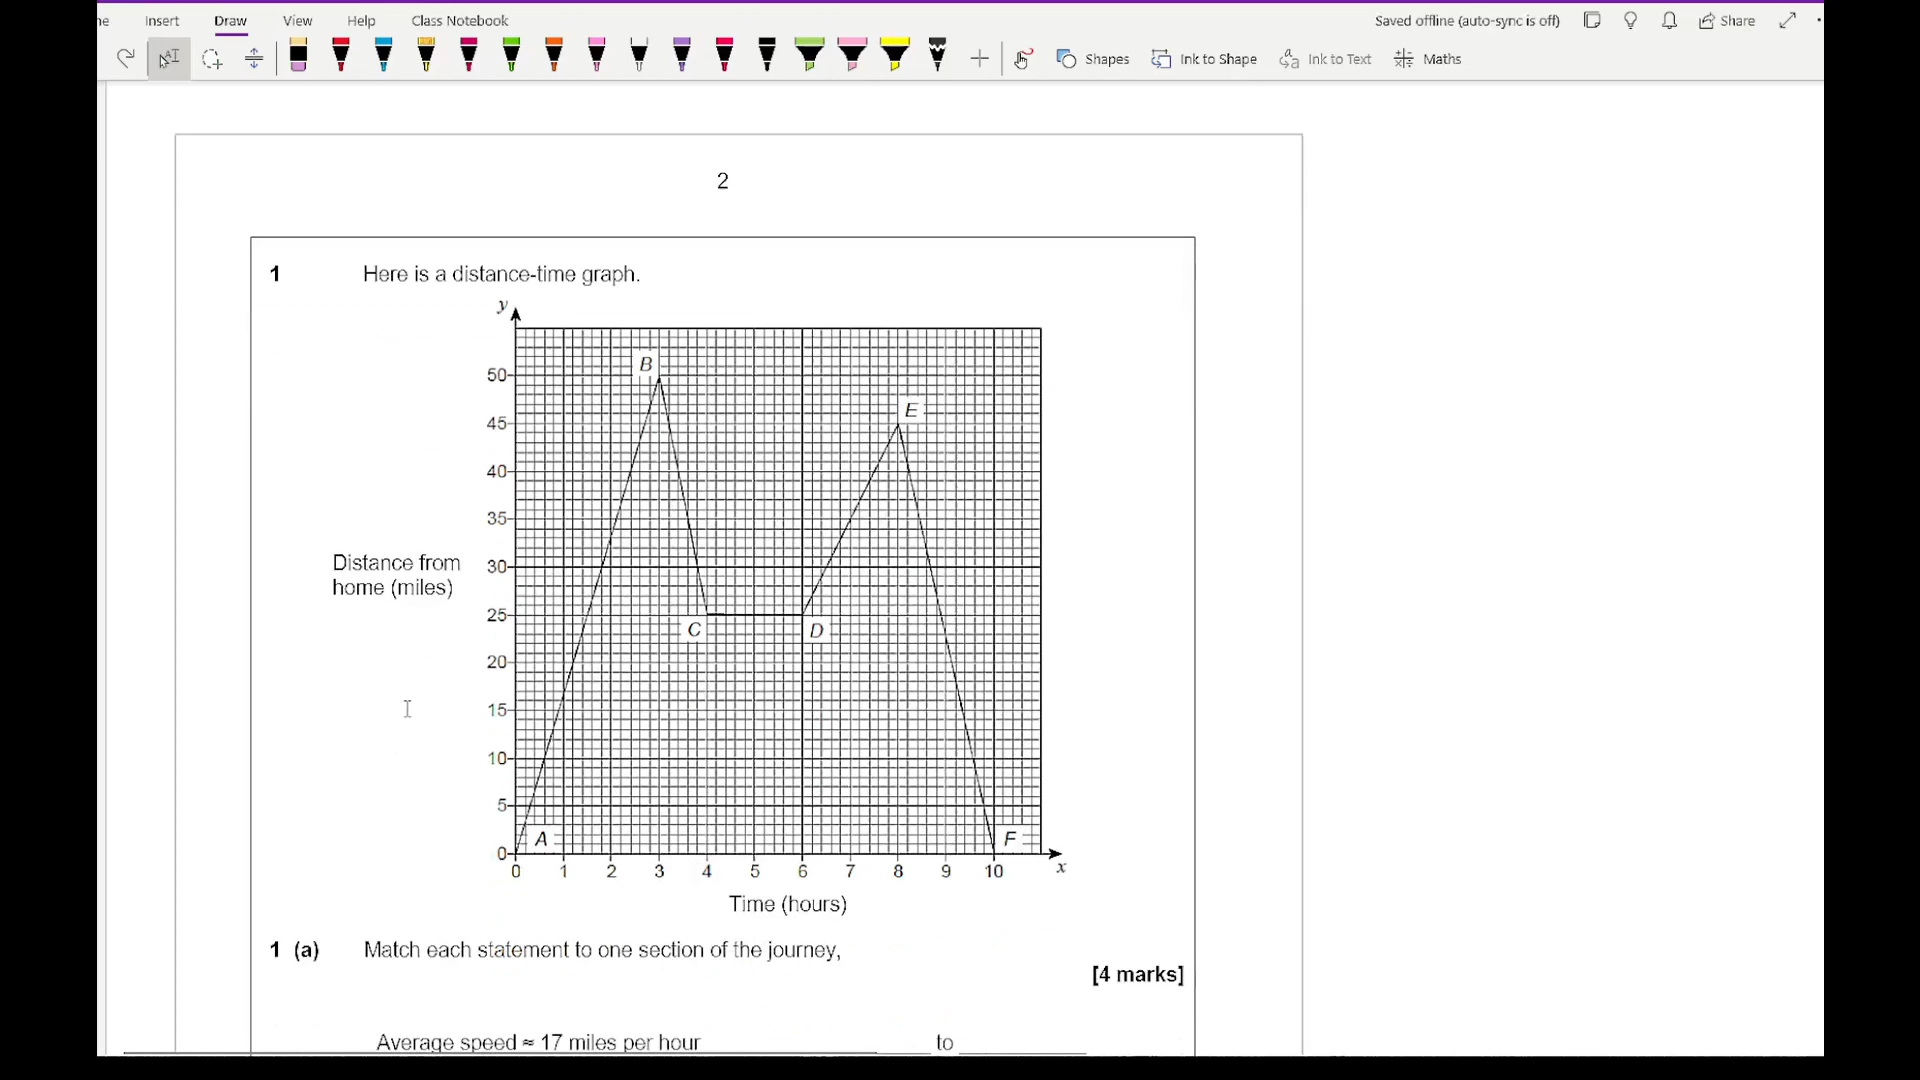 ne Insert Draw View Help Class Notebook Saved offline (auto-sync is off) Share
Shapes Ink to Shape Ink to Text Maths
2
1 Here is a distance-time graph.
y
B
50
E
45
40
35
Distance from
home (miles)
30
25
C D
20
15
10
5
A F
0
0 1 2 3 4 5 6 7 8 9 10 x
Time (hours)
1 (a) Match each statement to one section of the journey,
[4 marks]
Average speed ≈ 17 miles per hour to